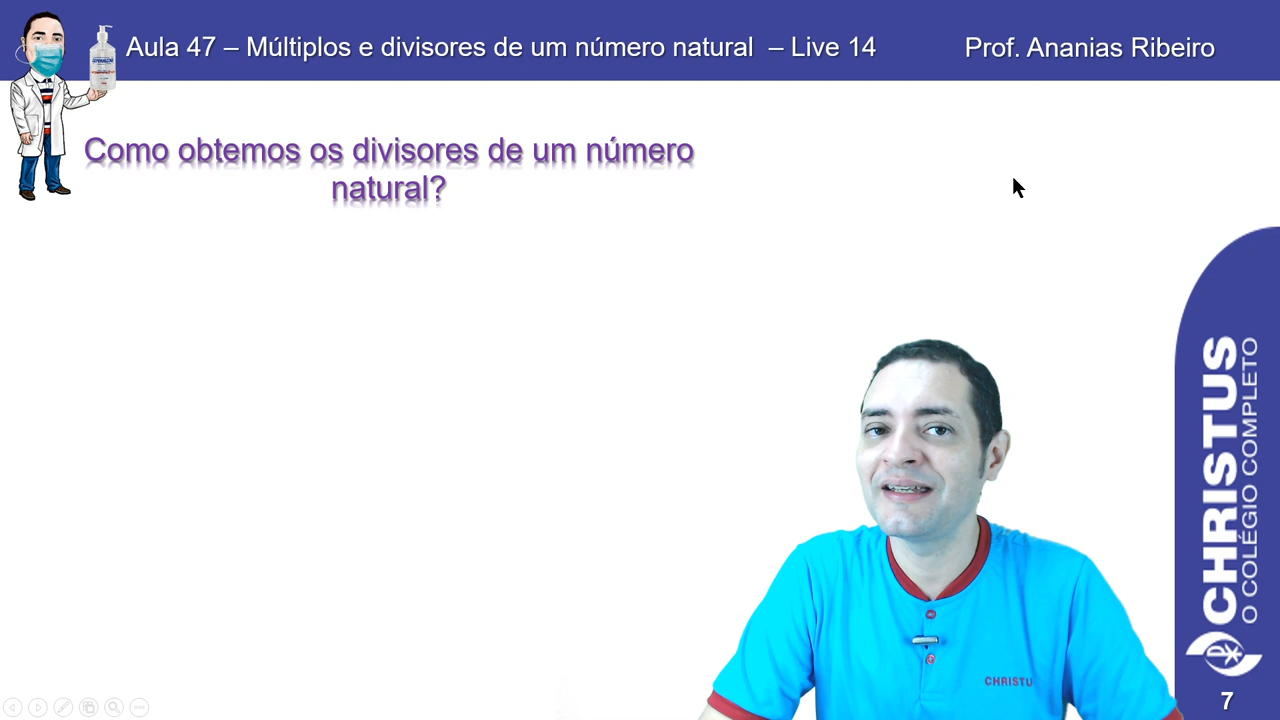 Aula 47 – Múltiplos e divisores de um número natural – Live 14
Prof. Ananias Ribeiro
Como obtemos os divisores de um número
natural?
CHRISTUS
O COLÉGIO COMPLETO
CHRISTU
7